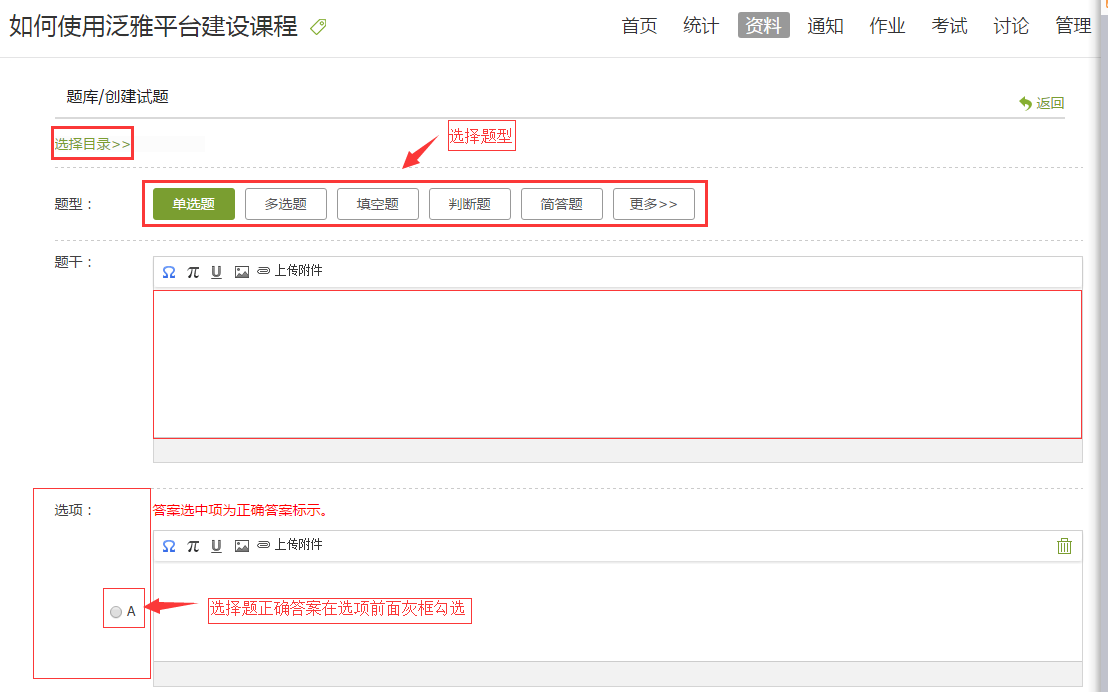 如何使用泛雅平台建设课程
首页 统计 资料 通知 作业 考试 讨论 管理
题库/创建试题
返回
选择目录>>
选择题型
题型： 单选题 多选题 填空题 判断题 简答题 更多>>
题干：
Ω π U 上传附件
选项： 答案选中项为正确答案标示。
Ω π U 上传附件
A 选择题正确答案在选项前面灰框勾选